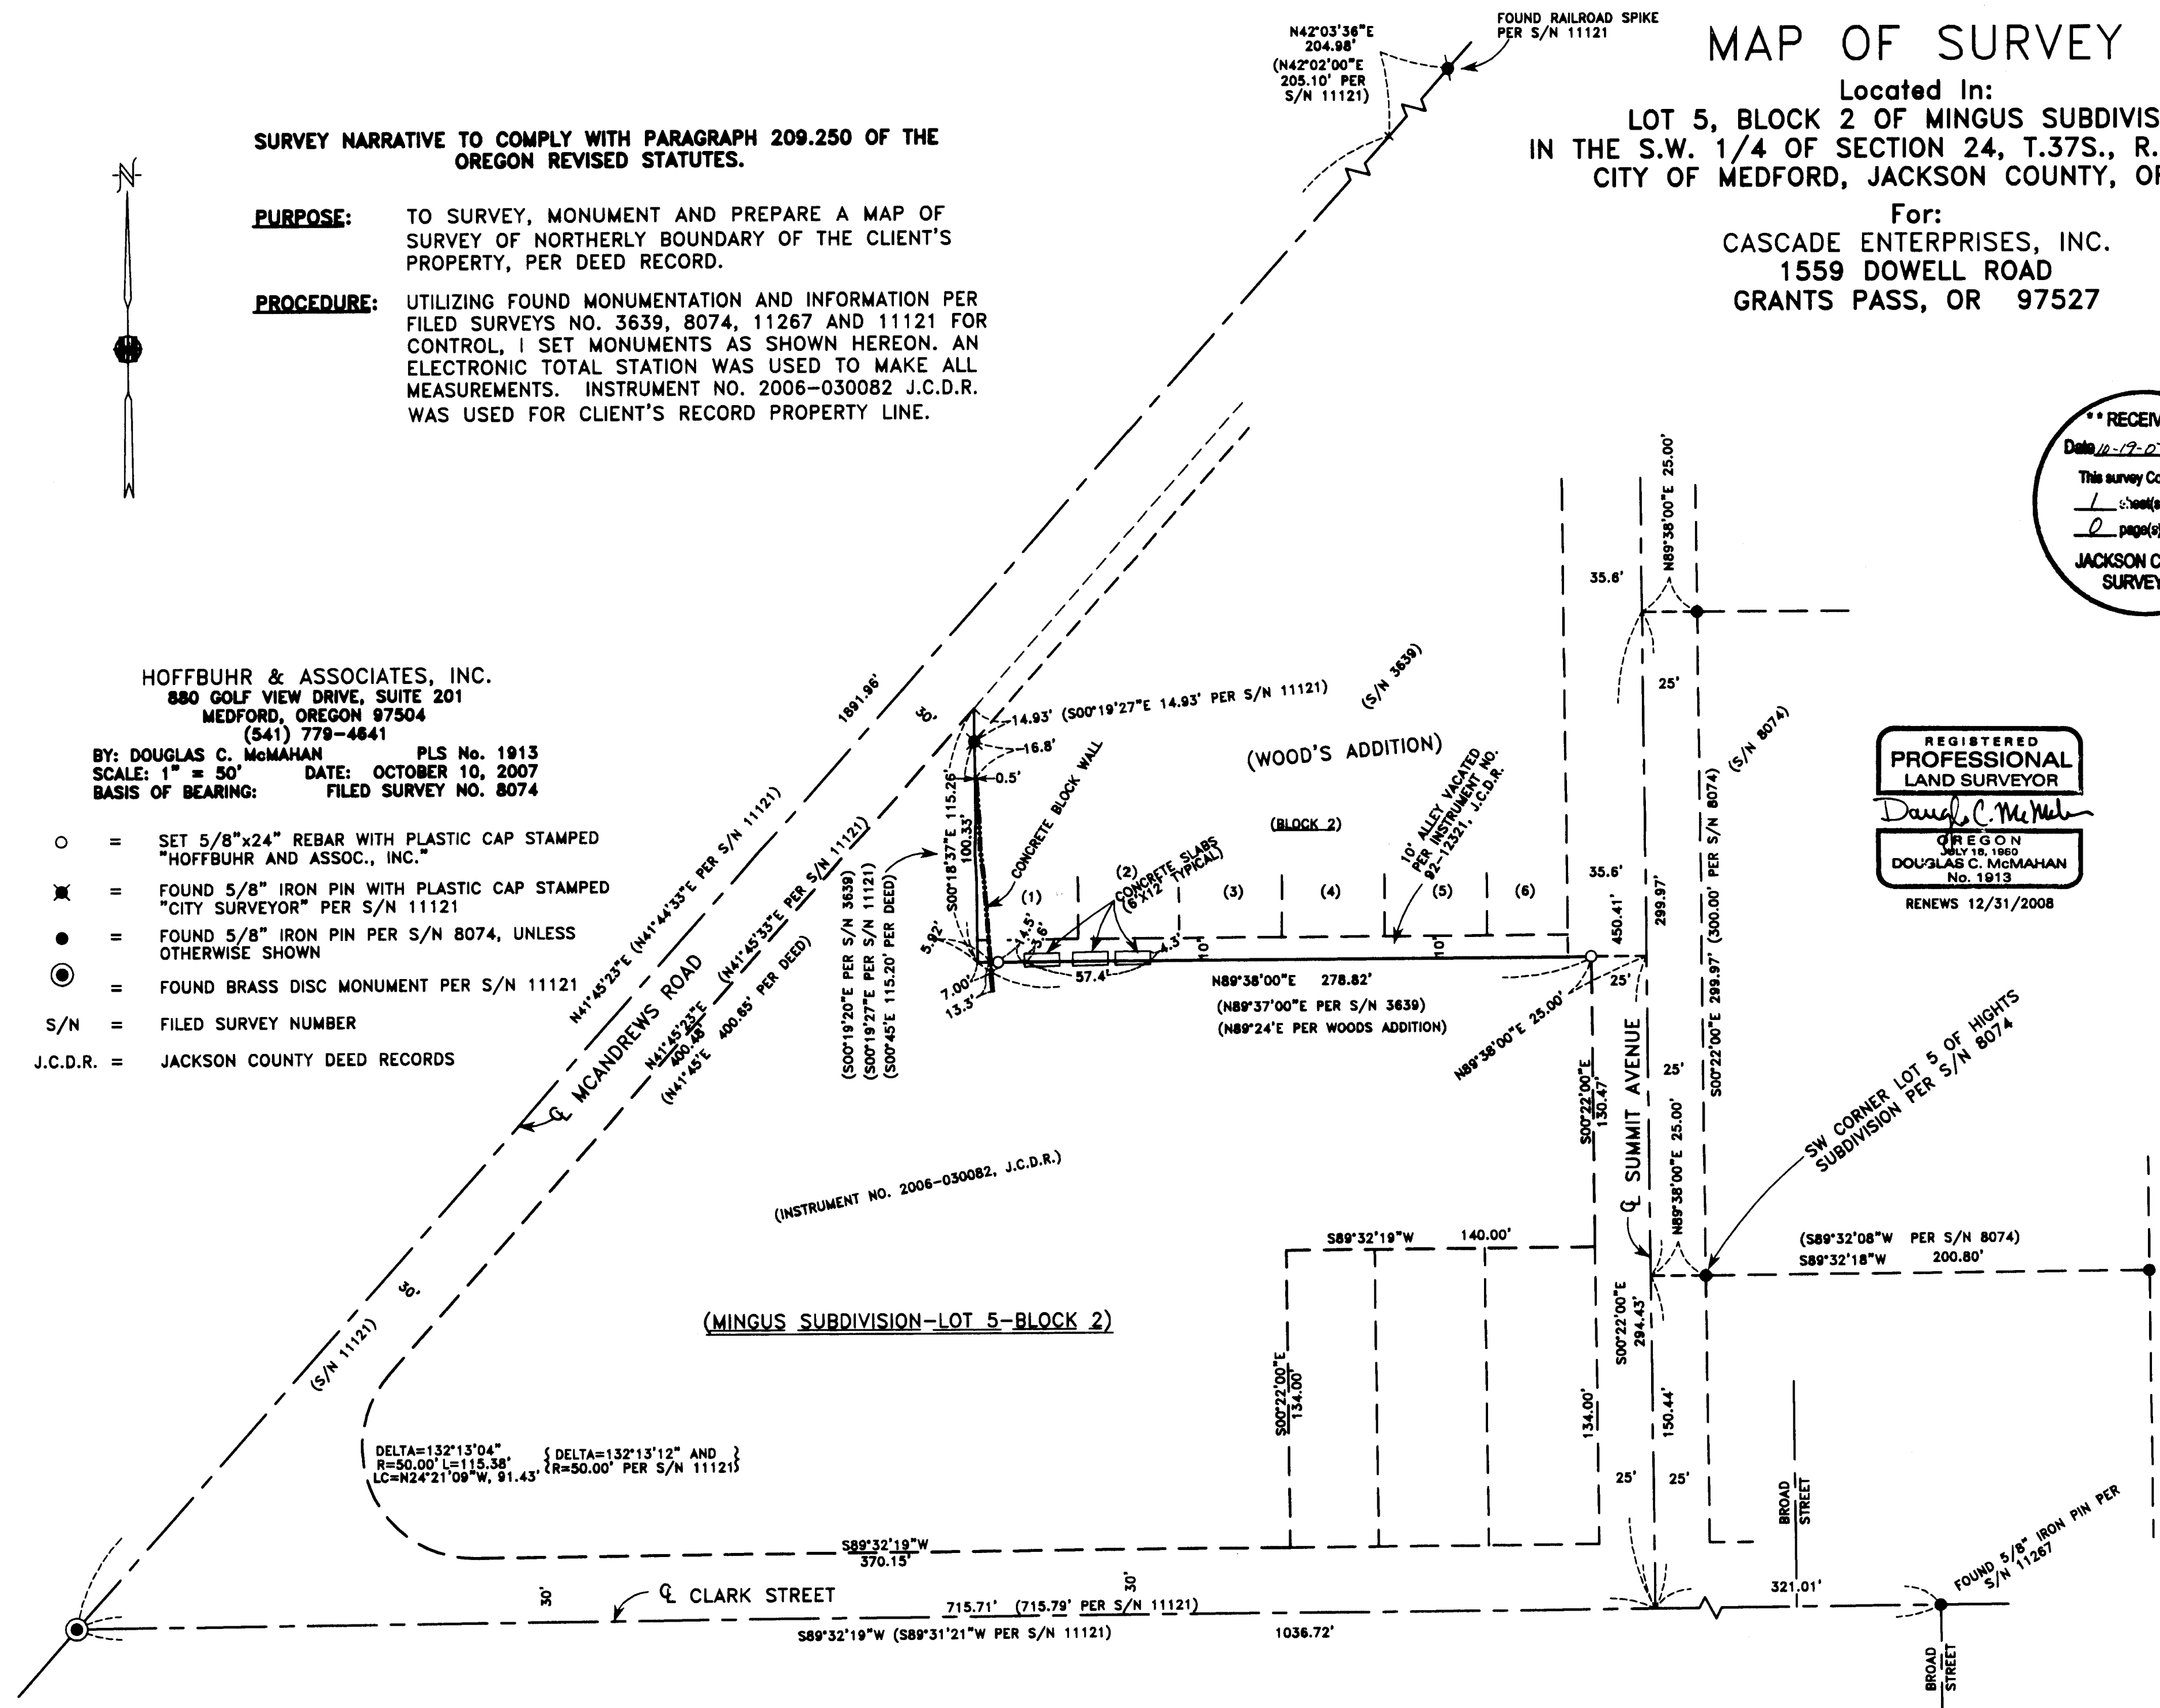 MAP OF SURVEY
Located In:
LOT 5, BLOCK 2 OF MINGUS SUBDIVIS
IN THE S.W. 1/4 OF SECTION 24, T.37S., R.
CITY OF MEDFORD, JACKSON COUNTY, OR
For:
CASCADE ENTERPRISES, INC.
1559 DOWELL ROAD
GRANTS PASS, OR 97527
N42°03'36"E
204.98'
(N42°02'00"E
205.10' PER
S/N 11121)
FOUND RAILROAD SPIKE
PER S/N 11121
N
SURVEY NARRATIVE TO COMPLY WITH PARAGRAPH 209.250 OF THE
OREGON REVISED STATUTES.
PURPOSE: TO SURVEY, MONUMENT AND PREPARE A MAP OF
SURVEY OF NORTHERLY BOUNDARY OF THE CLIENT'S
PROPERTY, PER DEED RECORD.
PROCEDURE: UTILIZING FOUND MONUMENTATION AND INFORMATION PER
FILED SURVEYS NO. 3639, 8074, 11267 AND 11121 FOR
CONTROL, I SET MONUMENTS AS SHOWN HEREON. AN
ELECTRONIC TOTAL STATION WAS USED TO MAKE ALL
MEASUREMENTS. INSTRUMENT NO. 2006-030082 J.C.D.R.
WAS USED FOR CLIENT'S RECORD PROPERTY LINE.
** RECEIV
Date 10-19-0
This survey Co
1 sheet(s
0 page(s)
JACKSON C
SURVEY
HOFFBUHR & ASSOCIATES, INC.
880 GOLF VIEW DRIVE, SUITE 201
MEDFORD, OREGON 97504
(541) 779-4641
BY: DOUGLAS C. McMAHAN PLS No. 1913
SCALE: 1" = 50' DATE: OCTOBER 10, 2007
BASIS OF BEARING: FILED SURVEY NO. 8074
= SET 5/8"x24" REBAR WITH PLASTIC CAP STAMPED
"HOFFBUHR AND ASSOC., INC."
= FOUND 5/8" IRON PIN WITH PLASTIC CAP STAMPED
"CITY SURVEYOR" PER S/N 11121
= FOUND 5/8" IRON PIN PER S/N 8074, UNLESS
OTHERWISE SHOWN
= FOUND BRASS DISC MONUMENT PER S/N 11121
S/N = FILED SURVEY NUMBER
J.C.D.R. = JACKSON COUNTY DEED RECORDS
REGISTERED
PROFESSIONAL
LAND SURVEYOR
Douglas C. McMahan
OREGON
JULY 18, 1980
DOUGLAS C. McMAHAN
No. 1913
RENEWS 12/31/2008
1891.96'
30'
N41°45'23"E (N41°44'33"E PER S/N 11121)
MCANDREWS ROAD
N41°45'23"E (N41°45'33"E PER S/N 11121)
400.48'
(N41°45'E 400.65' PER DEED)
30'
(S/N 11121)
14.93' (S00°19'27"E 14.93' PER S/N 11121)
16.8'
0.5'
CONCRETE BLOCK WALL
S00°18'37"E 115.26'
100.33'
(S00°19'20"E PER S/N 3639)
(S00°19'27"E PER S/N 11121)
(S00°45'E 115.20' PER DEED)
5.92'
7.00'
13.3'
14.5'
3.6'
57.4'
4.3'
10'
10'
(S/N 3639)
(WOOD'S ADDITION)
(BLOCK 2)
CONCRETE SLABS
(6'X12' TYPICAL)
10' ALLEY VACATED
PER INSTRUMENT NO.
92-12321, J.C.D.R.
(1)
(2)
(3)
(4)
(5)
(6)
N89°38'00"E 278.82'
(N89°37'00"E PER S/N 3639)
(N89°24'E PER WOODS ADDITION)
N89°38'00"E 25.00'
35.6'
25'
35.6'
450.41'
299.97'
25'
N89°38'00"E 25.00'
S00°22'00"E 299.97' (300.00' PER S/N 8074)
(S/N 8074)
S00°22'00"E
130.47'
SUMMIT AVENUE
25'
N89°38'00"E 25.00'
SW CORNER LOT 5 OF HIGHTS
SUBDIVISION PER S/N 8074
(S89°32'08"W PER S/N 8074)
S89°32'18"W 200.80'
(INSTRUMENT NO. 2006-030082, J.C.D.R.)
(MINGUS SUBDIVISION-LOT 5-BLOCK 2)
S89°32'19"W 140.00'
S00°22'00"E
134.00'
134.00'
S00°22'00"E
294.43'
150.44'
25'
25'
DELTA=132°13'04"
R=50.00' L=115.38'
LC=N24°21'09"W, 91.43'
{DELTA=132°13'12" AND
R=50.00' PER S/N 11121}
S89°32'19"W
370.15'
30'
CLARK STREET
30'
715.71' (715.79' PER S/N 11121)
S89°32'19"W (S89°31'21"W PER S/N 11121) 1036.72'
321.01'
BROAD
STREET
FOUND 5/8" IRON PIN PER
S/N 11267
BROAD
STREET